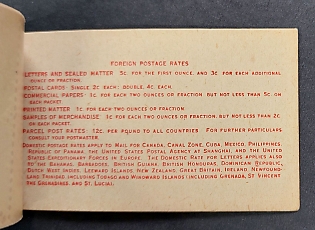 FOREIGN POSTAGE RATES
LETTERS AND SEALED MATTER 5c. FOR THE FIRST OUNCE, AND 3c. FOR EACH ADDITIONAL
OUNCE OR FRACTION.
POSTAL CARDS SINGLE 2c. EACH; DOUBLE, 4c. EACH.
COMMERCIAL PAPERS 1c. FOR EACH TWO OUNCES OR FRACTION, BUT NOT LESS THAN 5c. ON
EACH PACKET.
PRINTED MATTER 1c. FOR EACH TWO OUNCES OR FRACTION
SAMPLES OF MERCHANDISE 1c FOR EACH TWO OUNCES OR FRACTION, BUT NOT LESS THAN 2c.
ON EACH PACKET.
PARCEL POST RATES 12c. PER POUND TO ALL COUNTRIES. FOR FURTHER PARTICULARS
CONSULT POSTMASTER.
DOMESTIC POSTAGE RATES APPLY TO MAIL FOR CANADA, CANAL ZONE, CUBA, MEXICO, PHILIPPINES,
REPUBLIC OF PANAMA, THE UNITED STATES POSTAL AGENCY AT SHANGHAI, AND THE UNITED
STATES EXPEDITIONARY FORCES IN EUROPE. THE DOMESTIC RATE FOR LETTERS APPLIES ALSO
TO THE BAHAMAS, BARBADOES, BRITISH GUIANA, BRITISH HONDURAS, DOMINICAN REPUBLIC,
DUTCH WEST INDIES, LEEWARD ISLANDS, NEW ZEALAND, GREAT BRITAIN, IRELAND, NEWFOUND-
LAND, TRINIDAD (INCLUDING TOBAGO AND WINDWARD ISLANDS) (INCLUDING GRENADA, ST. VINCENT
THE GRENADINES, AND ST. LUCIA).